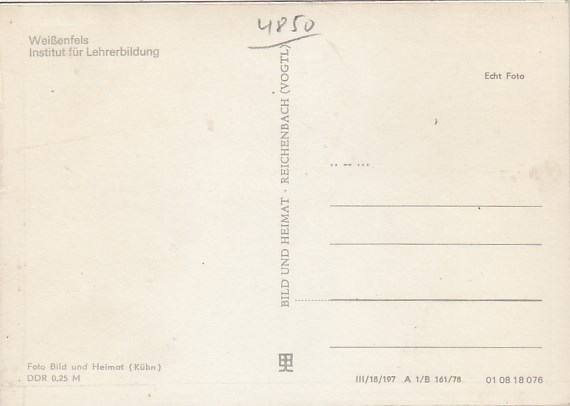 4850
Weißenfels
Institut für Lehrerbildung
Echt Foto
BILD UND HEIMAT · REICHENBACH (VOGTL)
Foto Bild und Heimat (Kühn)
DDR 0,25 M
III/18/197 A 1/B 161/78 01 08 18 076